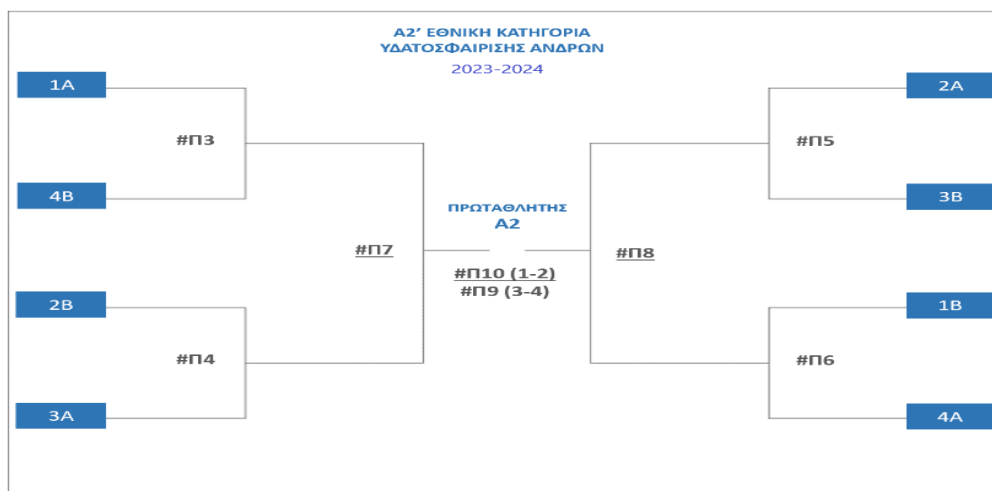 Α2’ ΕΘΝΙΚΗ ΚΑΤΗΓΟΡΙΑ
ΥΔΑΤΟΣΦΑΙΡΙΣΗΣ ΑΝΔΡΩΝ
2023-2024
1Α
#Π3
4Β
2Β
#Π4
3Α
#Π7
ΠΡΩΤΑΘΛΗΤΗΣ
Α2
#Π10 (1-2)
#Π9 (3-4)
#Π8
2Α
#Π5
3Β
1Β
#Π6
4Α